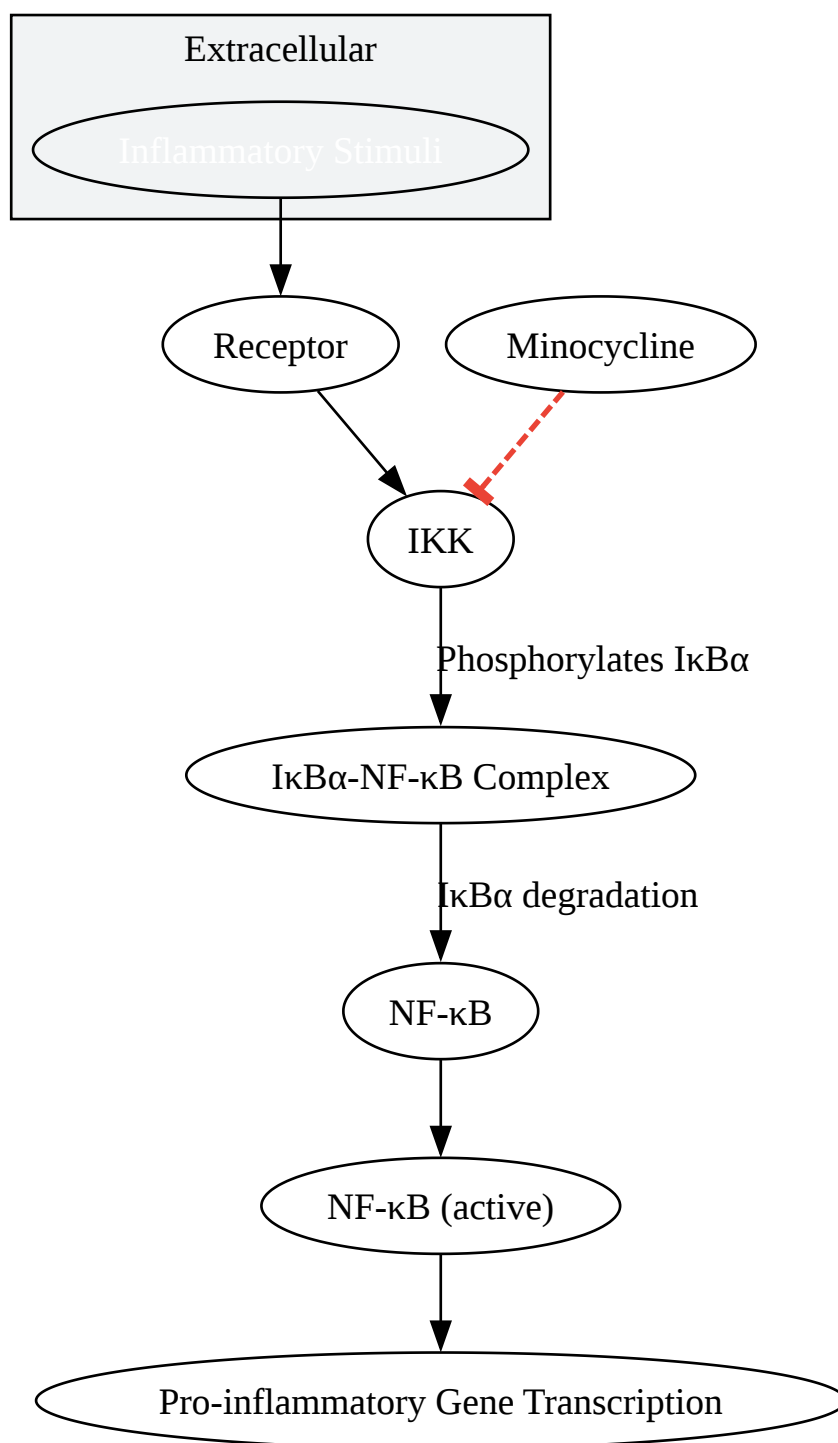 Extracellular
Inflammatory Stimuli
Receptor
Minocycline
IKK
Phosphorylates IκBα
IκBα-NF-κB Complex
IκBα degradation
NF-κB
NF-κB (active)
Pro-inflammatory Gene Transcription